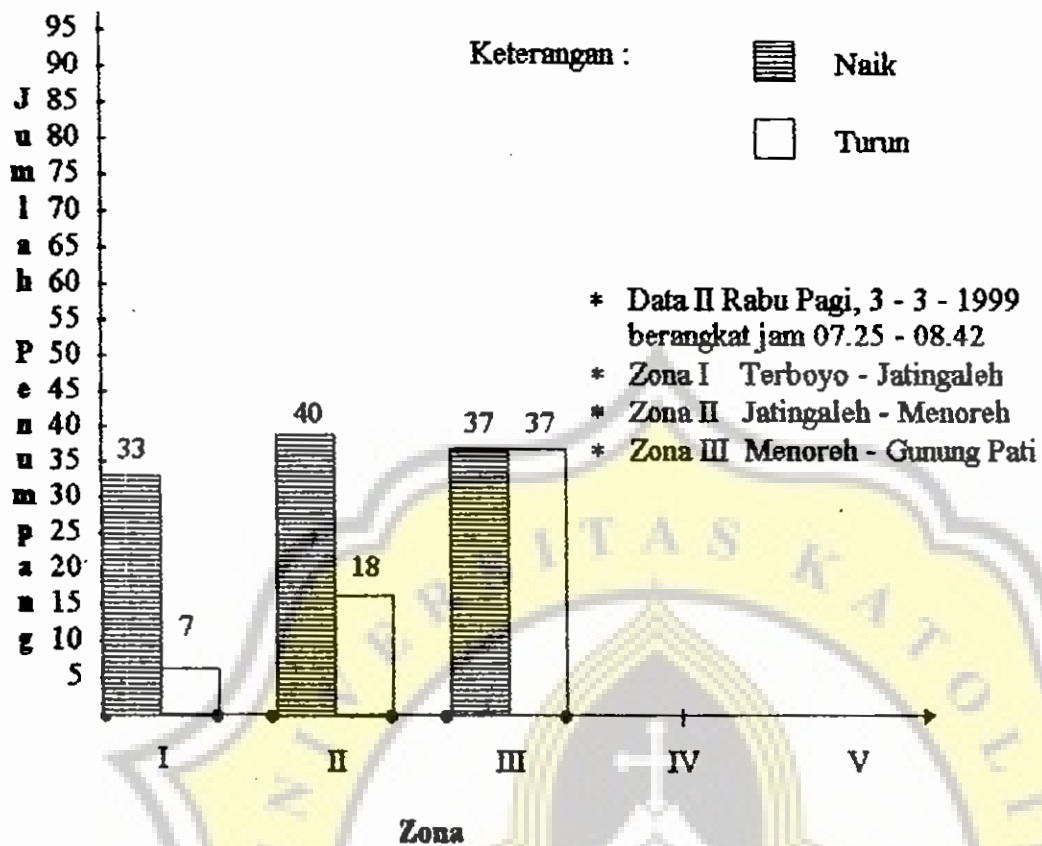 Jumlah Penumpang
95
90
85
80
75
70
65
60
55
50
45
40
35
30
25
20
15
10
5
Keterangan :
Naik
Turun
* Data II Rabu Pagi, 3 - 3 - 1999
berangkat jam 07.25 - 08.42
* Zona I Terboyo - Jatingaleh
* Zona II Jatingaleh - Menoreh
* Zona III Menoreh - Gunung Pati
33
7
40
18
37
37
I
II
III
IV
V
Zona